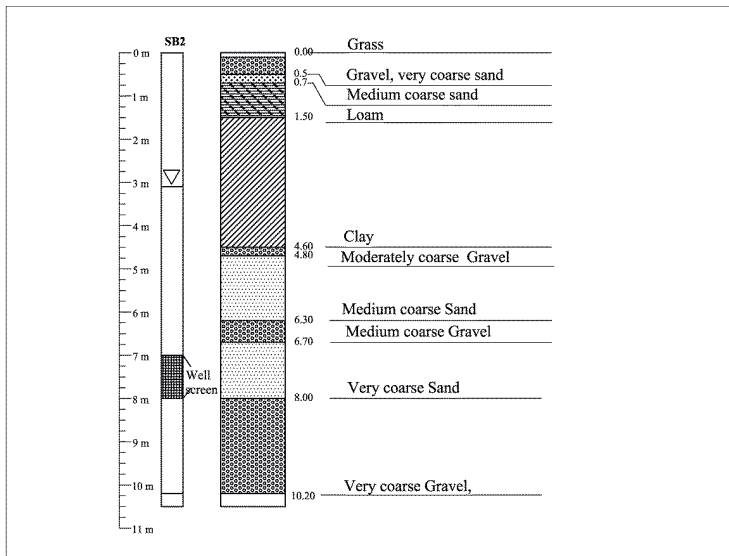 SB2
0 m
0.00
Grass
0.5
Gravel, very coarse sand
0.7
Medium coarse sand
1 m
1.50
Loam
2 m
3 m
4 m
Clay
4.60
4.80
Moderately coarse Gravel
5 m
Medium coarse Sand
6 m
6.30
Medium coarse Gravel
6.70
7 m
Well
screen
Very coarse Sand
8 m
8.00
9 m
10 m
Very coarse Gravel,
10.20
11 m